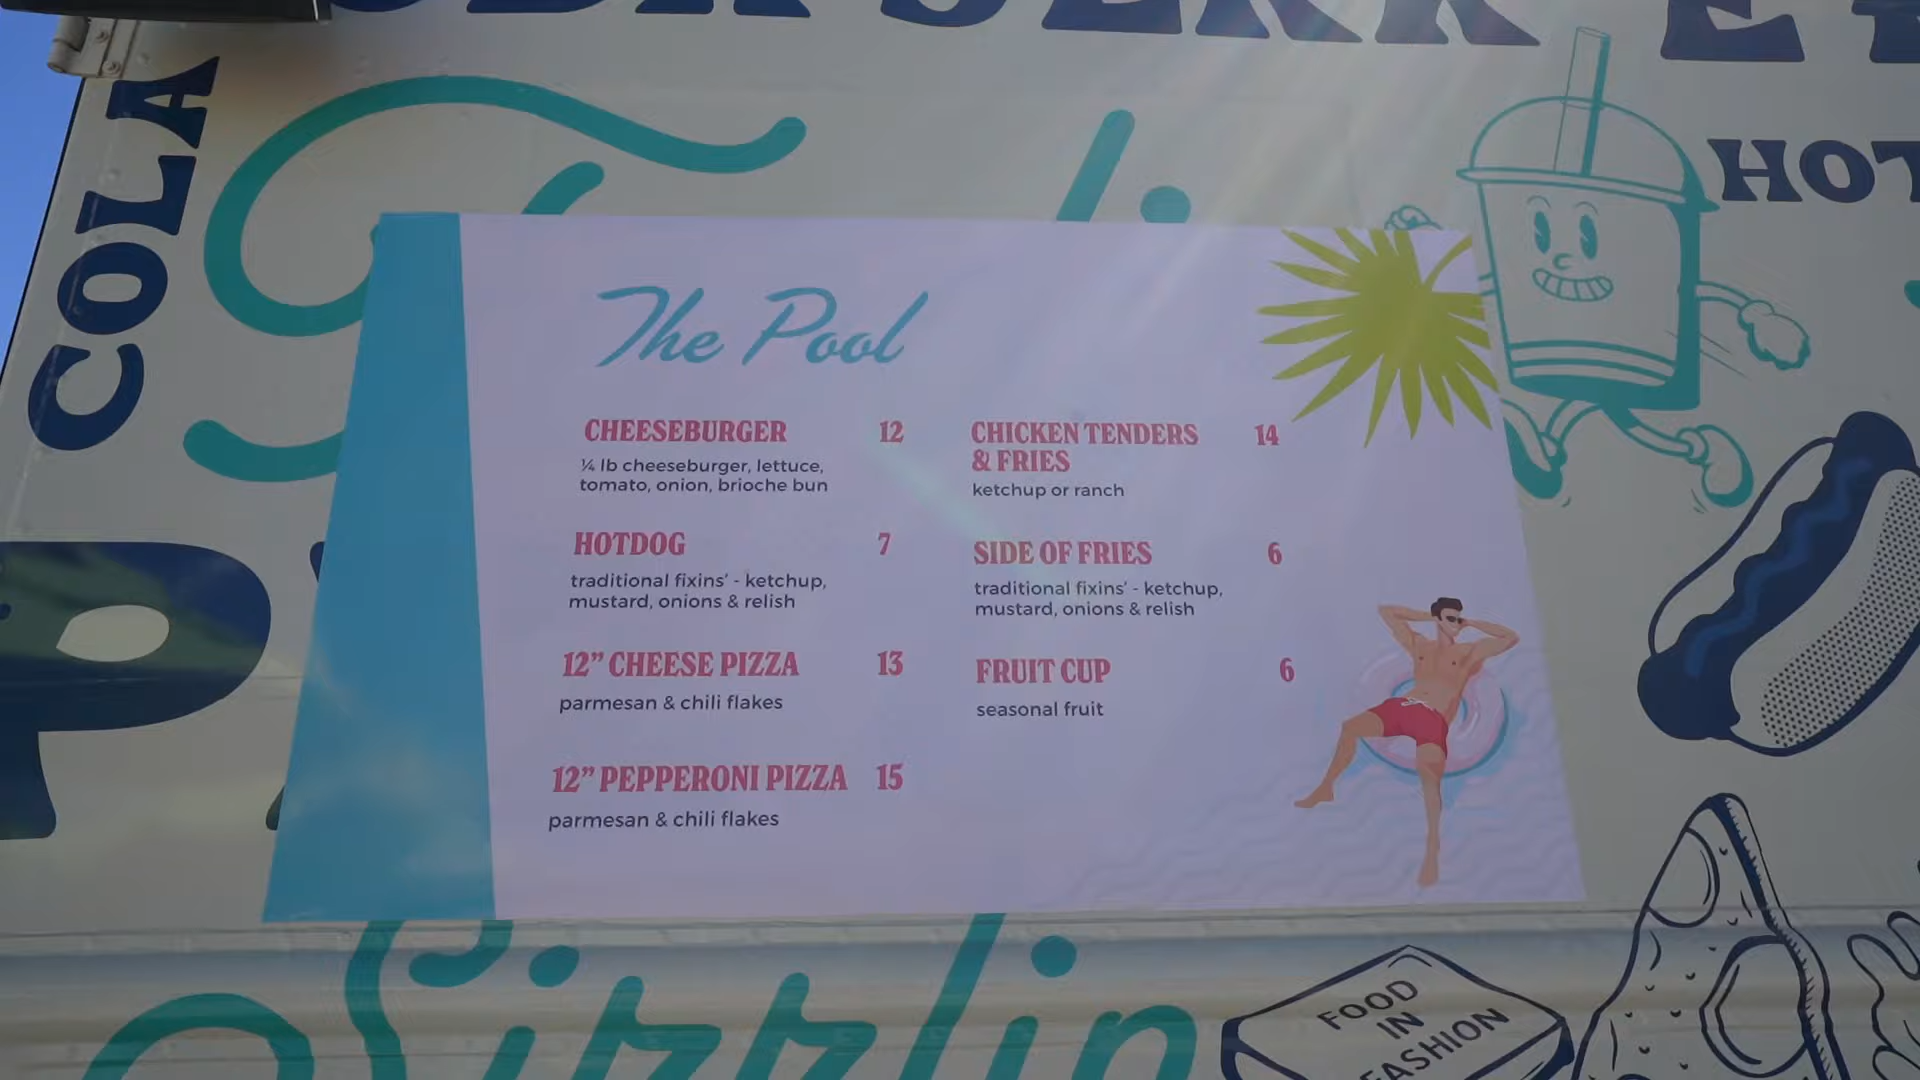 COLA
HOT
The Pool
CHEESEBURGER 12
¼ lb cheeseburger, lettuce,
tomato, onion, brioche bun
HOTDOG 7
traditional fixins' - ketchup,
mustard, onions & relish
12” CHEESE PIZZA 13
parmesan & chili flakes
12” PEPPERONI PIZZA 15
parmesan & chili flakes
CHICKEN TENDERS 14
& FRIES
ketchup or ranch
SIDE OF FRIES 6
traditional fixins' - ketchup,
mustard, onions & relish
FRUIT CUP 6
seasonal fruit
Sizzlin
FOOD
IN
FASHION